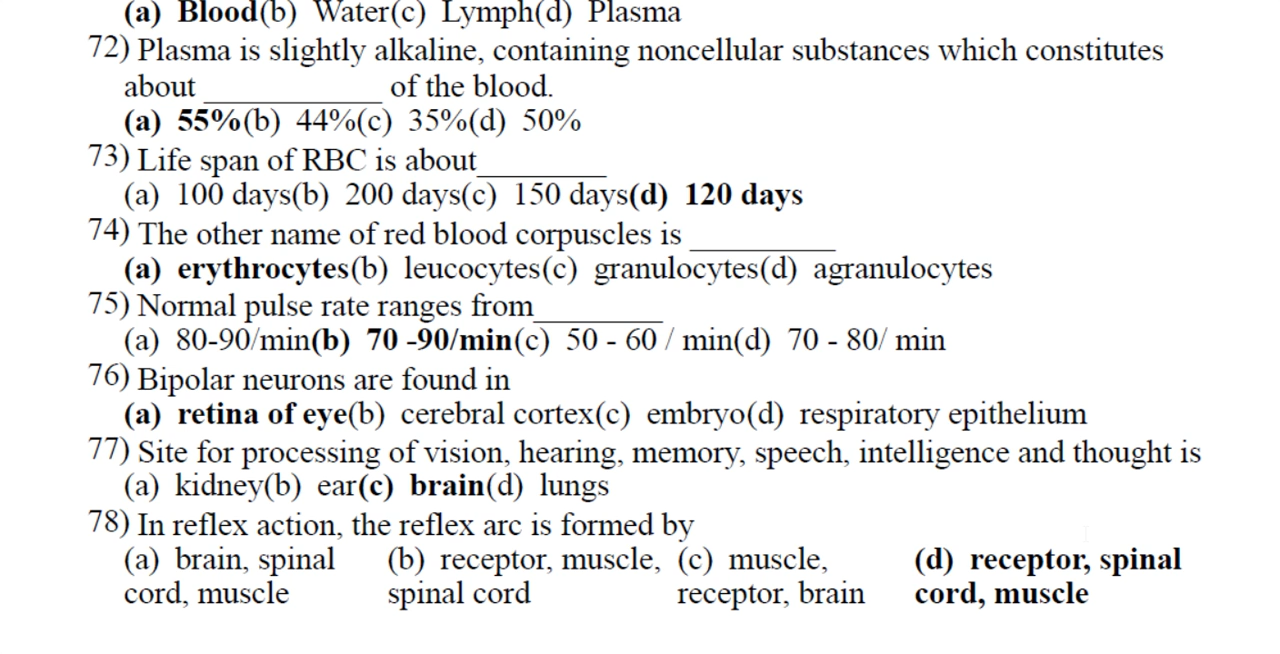 (a) Blood(b) Water(c) Lymph(d) Plasma
72) Plasma is slightly alkaline, containing noncellular substances which constitutes
about ____________ of the blood.
(a) 55%(b) 44%(c) 35%(d) 50%
73) Life span of RBC is about_________
(a) 100 days(b) 200 days(c) 150 days(d) 120 days
74) The other name of red blood corpuscles is __________
(a) erythrocytes(b) leucocytes(c) granulocytes(d) agranulocytes
75) Normal pulse rate ranges from_________
(a) 80-90/min(b) 70 -90/min(c) 50 - 60 / min(d) 70 - 80/ min
76) Bipolar neurons are found in
(a) retina of eye(b) cerebral cortex(c) embryo(d) respiratory epithelium
77) Site for processing of vision, hearing, memory, speech, intelligence and thought is
(a) kidney(b) ear(c) brain(d) lungs
78) In reflex action, the reflex arc is formed by
(a) brain, spinal (b) receptor, muscle, (c) muscle, (d) receptor, spinal
cord, muscle spinal cord receptor, brain cord, muscle